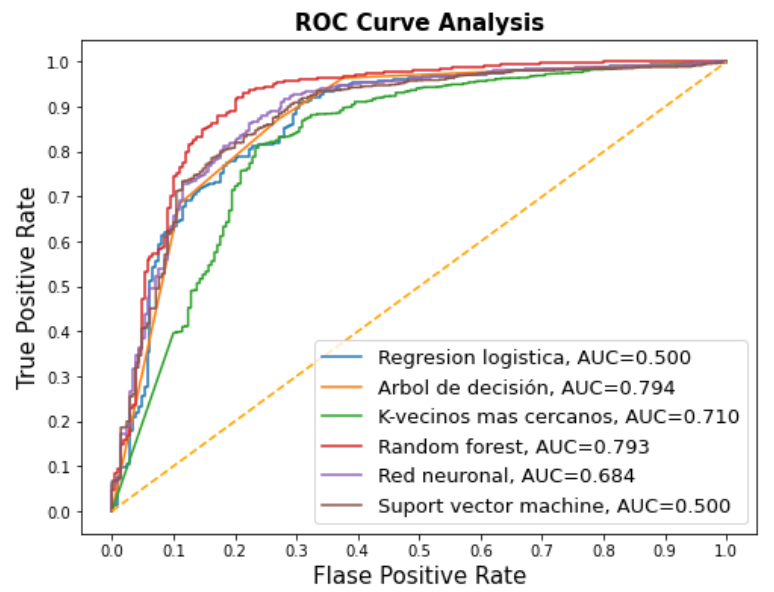 ROC Curve Analysis
True Positive Rate
1.0
0.9
0.8
0.7
0.6
0.5
0.4
0.3
0.2
0.1
0.0
Regresion logistica, AUC=0.500
Arbol de decisión, AUC=0.794
K-vecinos mas cercanos, AUC=0.710
Random forest, AUC=0.793
Red neuronal, AUC=0.684
Suport vector machine, AUC=0.500
0.0 0.1 0.2 0.3 0.4 0.5 0.6 0.7 0.8 0.9 1.0
Flase Positive Rate